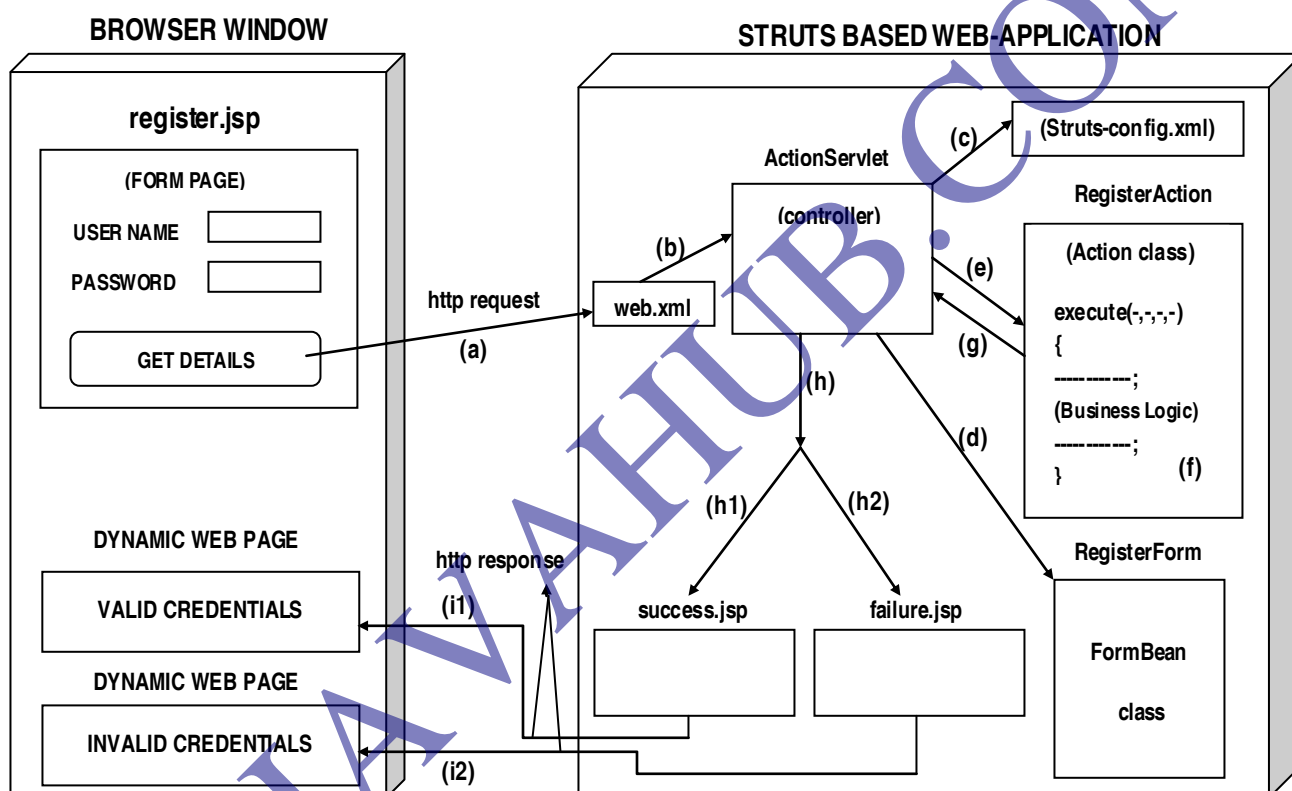 BROWSER WINDOW
STRUTS BASED WEB-APPLICATION
register.jsp
(FORM PAGE)
USER NAME
PASSWORD
GET DETAILS
http request
(a)
web.xml
(b)
ActionServlet
(controller)
(c)
(Struts-config.xml)
RegisterAction
(Action class)
execute(-,-,-,-)
{
------------;
(Business Logic)
------------;
}
(f)
(e)
(g)
(h)
(d)
(h1)
(h2)
RegisterForm
FormBean
class
success.jsp
failure.jsp
http response
(i1)
(i2)
DYNAMIC WEB PAGE
VALID CREDENTIALS
DYNAMIC WEB PAGE
INVALID CREDENTIALS
JAVAHUB.COM